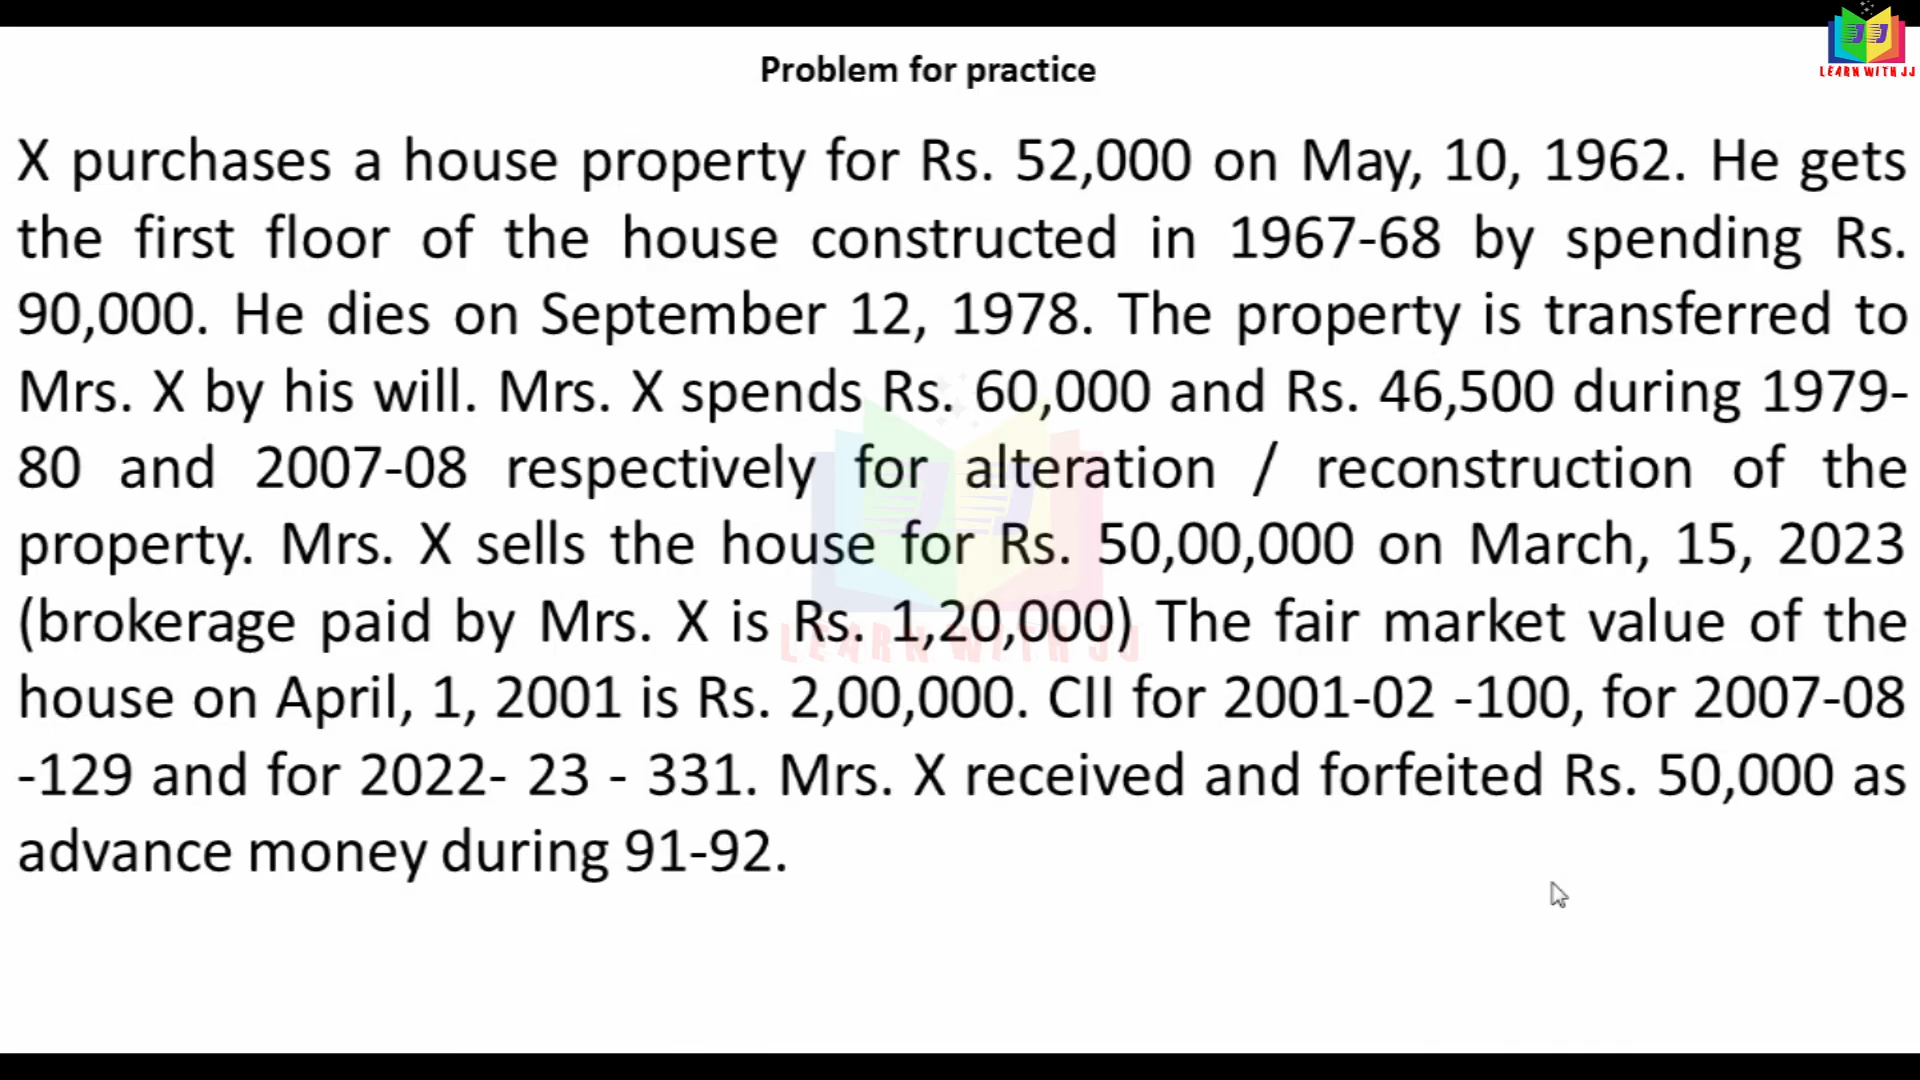 LEARN WITH JJ
Problem for practice
X purchases a house property for Rs. 52,000 on May, 10, 1962. He gets
the first floor of the house constructed in 1967-68 by spending Rs.
90,000. He dies on September 12, 1978. The property is transferred to
Mrs. X by his will. Mrs. X spends Rs. 60,000 and Rs. 46,500 during 1979-
80 and 2007-08 respectively for alteration / reconstruction of the
property. Mrs. X sells the house for Rs. 50,00,000 on March, 15, 2023
(brokerage paid by Mrs. X is Rs. 1,20,000) The fair market value of the
LEARN WITH JJ
house on April, 1, 2001 is Rs. 2,00,000. CII for 2001-02 -100, for 2007-08
-129 and for 2022- 23 - 331. Mrs. X received and forfeited Rs. 50,000 as
advance money during 91-92.